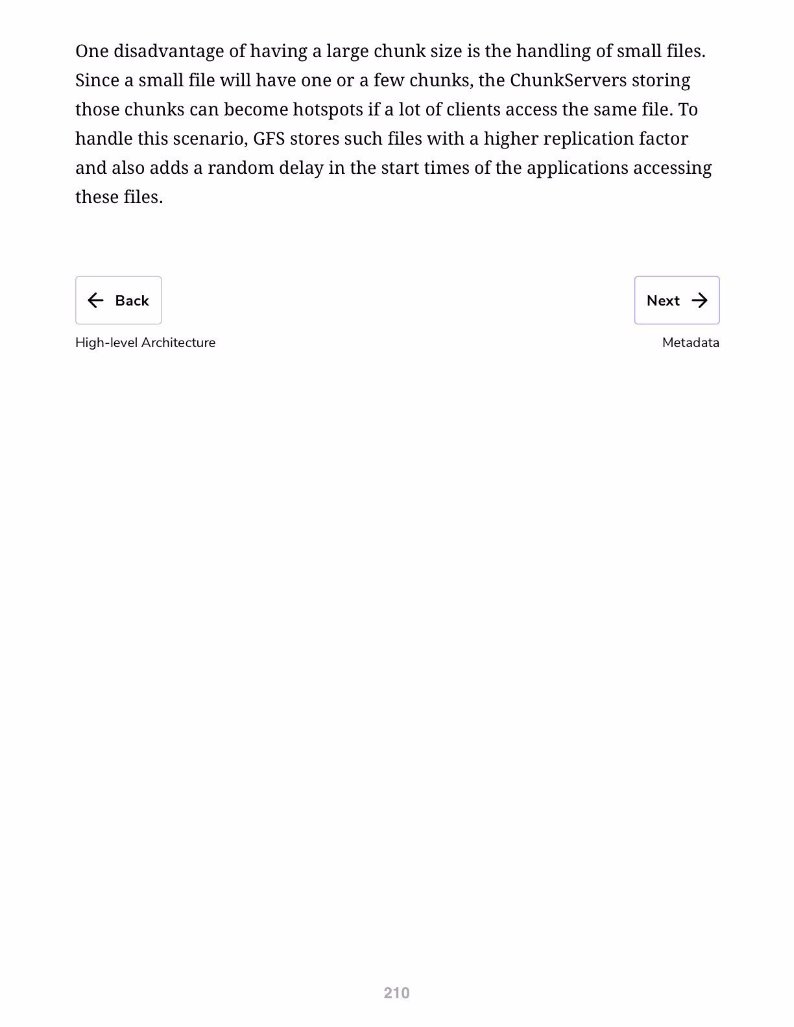 One disadvantage of having a large chunk size is the handling of small files.
Since a small file will have one or a few chunks, the ChunkServers storing
those chunks can become hotspots if a lot of clients access the same file. To
handle this scenario, GFS stores such files with a higher replication factor
and also adds a random delay in the start times of the applications accessing
these files.
← Back
Next →
High-level Architecture
Metadata
210